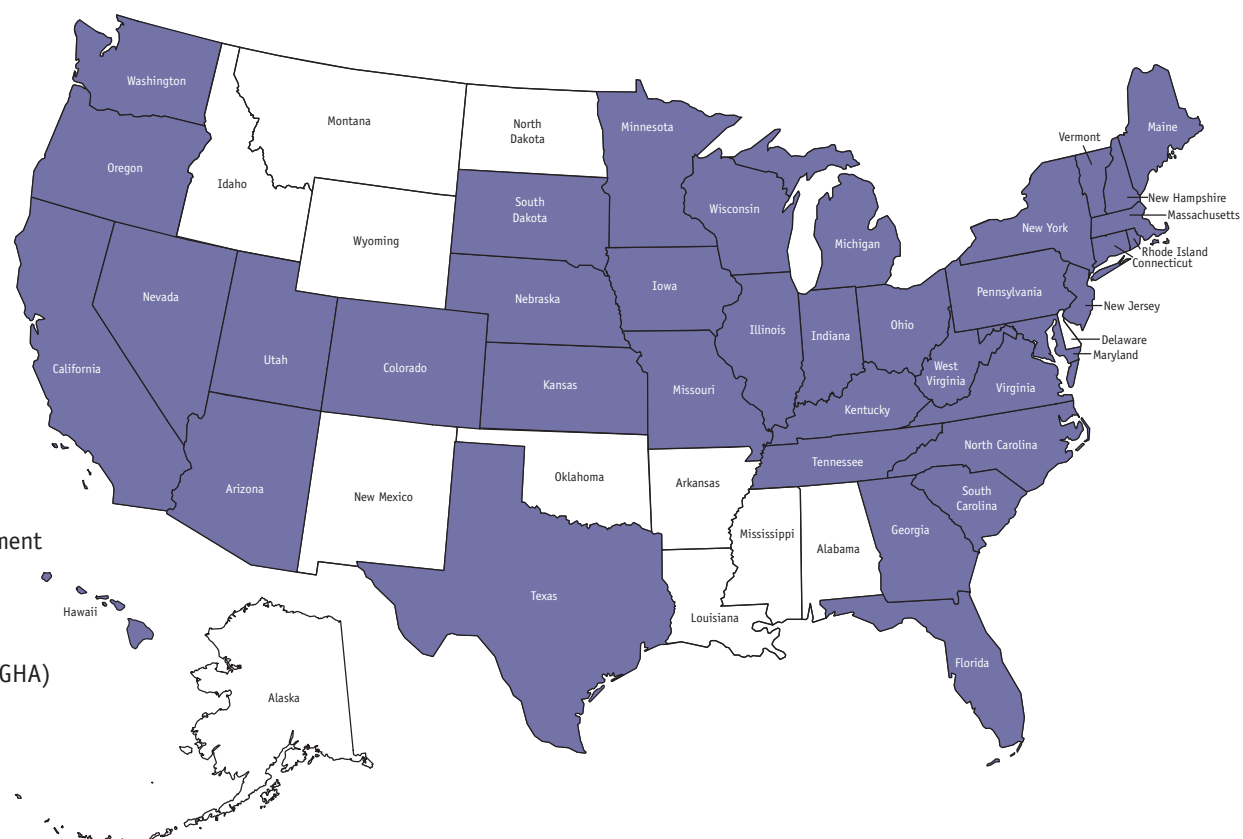 Washington
Oregon
California
Nevada
Idaho
Montana
Wyoming
Utah
Arizona
Colorado
New Mexico
North
Dakota
South
Dakota
Nebraska
Kansas
Oklahoma
Texas
Minnesota
Iowa
Missouri
Arkansas
Louisiana
Wisconsin
Illinois
Michigan
Indiana
Ohio
Kentucky
Tennessee
Mississippi
Alabama
Georgia
Florida
South
Carolina
North Carolina
Virginia
West
Virginia
Pennsylvania
New York
Vermont
Maine
New Hampshire
Massachusetts
Rhode Island
Connecticut
New Jersey
Delaware
Maryland
ment
Hawaii
GHA)
Alaska